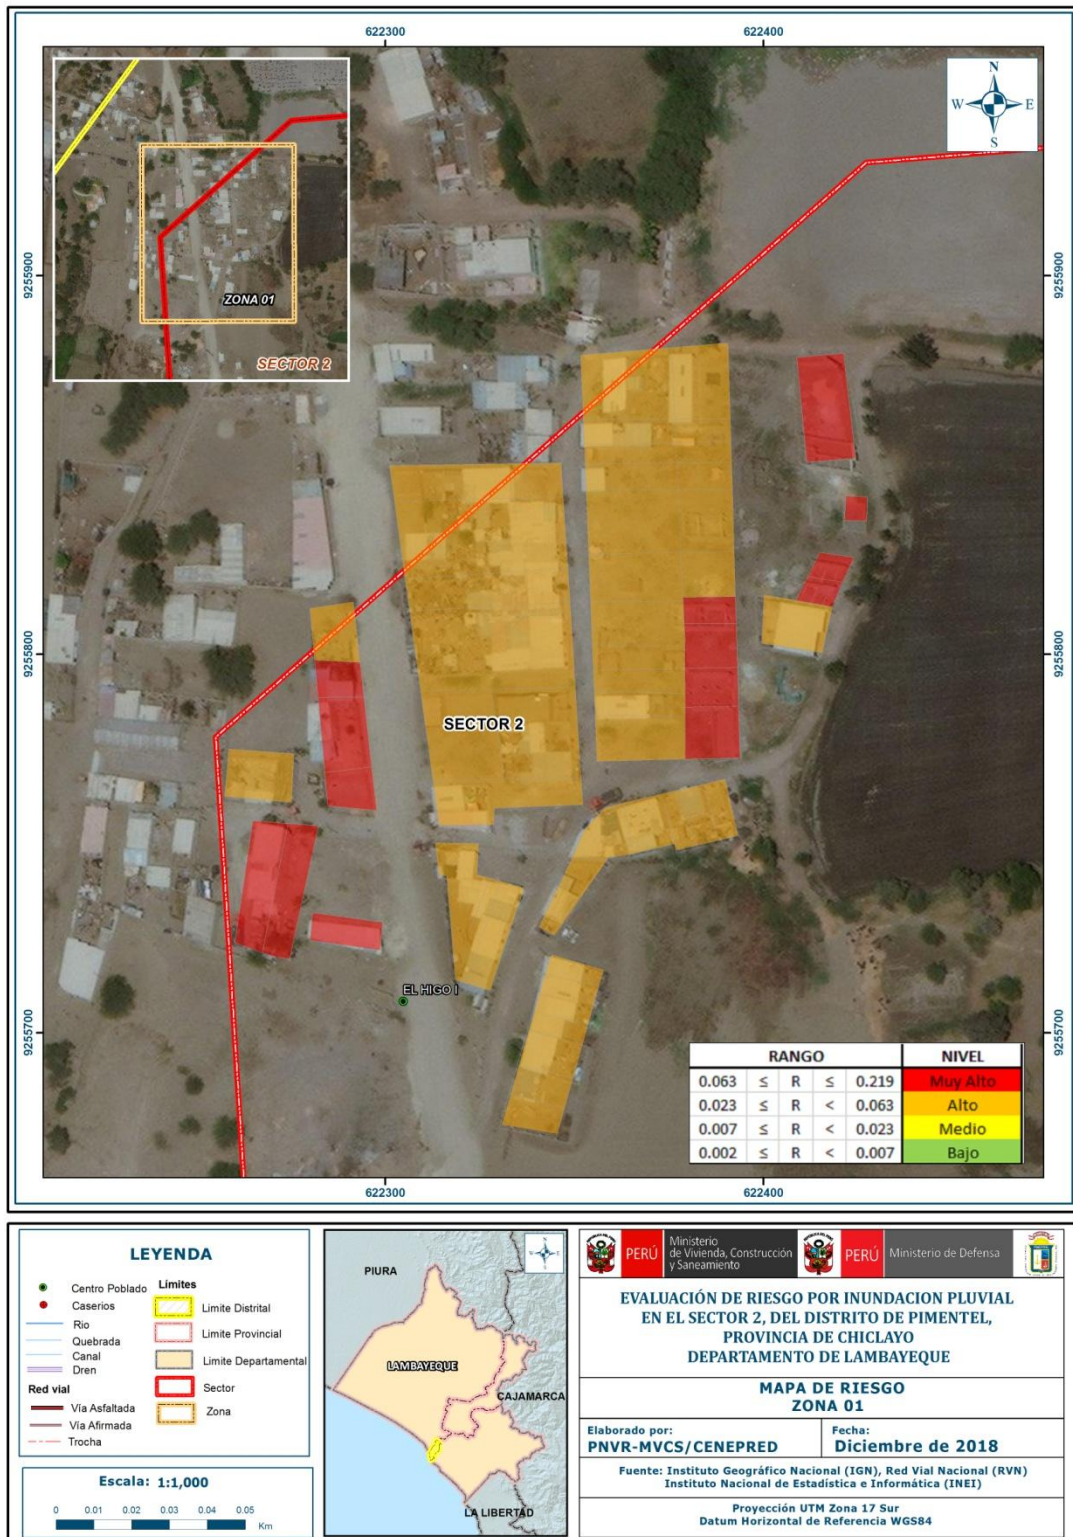 622300
622400
N
W E
S
ZONA 01
SECTOR 2
9255900
9255900
9255800
9255800
SECTOR 2
EL HIGO I
9255700
9255700
RANGO NIVEL
0.063 ≤ R ≤ 0.219 Muy Alto
0.023 ≤ R < 0.063 Alto
0.007 ≤ R < 0.023 Medio
0.002 ≤ R < 0.007 Bajo
622300
622400
LEYENDA
Centro Poblado
Caserios
Rio
Quebrada
Canal
Dren
Red vial
Vía Asfaltada
Vía Afirmada
Trocha
Límites
Limite Distrital
Limite Provincial
Limite Departamental
Sector
Zona
Escala: 1:1,000
0 0.01 0.02 0.03 0.04 0.05
Km
PIURA
LAMBAYEQUE
CAJAMARCA
LA LIBERTAD
PERÚ
Ministerio
de Vivienda, Construcción
y Saneamiento
PERÚ
Ministerio de Defensa
EVALUACIÓN DE RIESGO POR INUNDACION PLUVIAL
EN EL SECTOR 2, DEL DISTRITO DE PIMENTEL,
PROVINCIA DE CHICLAYO
DEPARTAMENTO DE LAMBAYEQUE
MAPA DE RIESGO
ZONA 01
Elaborado por:
PNVR-MVCS/CENEPRED
Fecha:
Diciembre de 2018
Fuente: Instituto Geográfico Nacional (IGN), Red Vial Nacional (RVN)
Instituto Nacional de Estadística e Informática (INEI)
Proyección UTM Zona 17 Sur
Datum Horizontal de Referencia WGS84